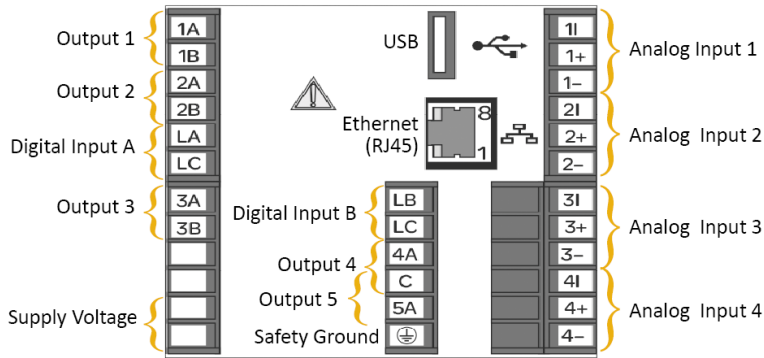 Output 1
1A
1B
Output 2
2A
2B
Digital Input A
LA
LC
Output 3
3A
3B
Supply Voltage
USB
Ethernet
(RJ45)
8
1
Digital Input B
LB
LC
Output 4
4A
C
Output 5
5A
Safety Ground
1I
1+
1–
Analog Input 1
2I
2+
2–
Analog Input 2
3I
3+
3–
Analog Input 3
4I
4+
4–
Analog Input 4